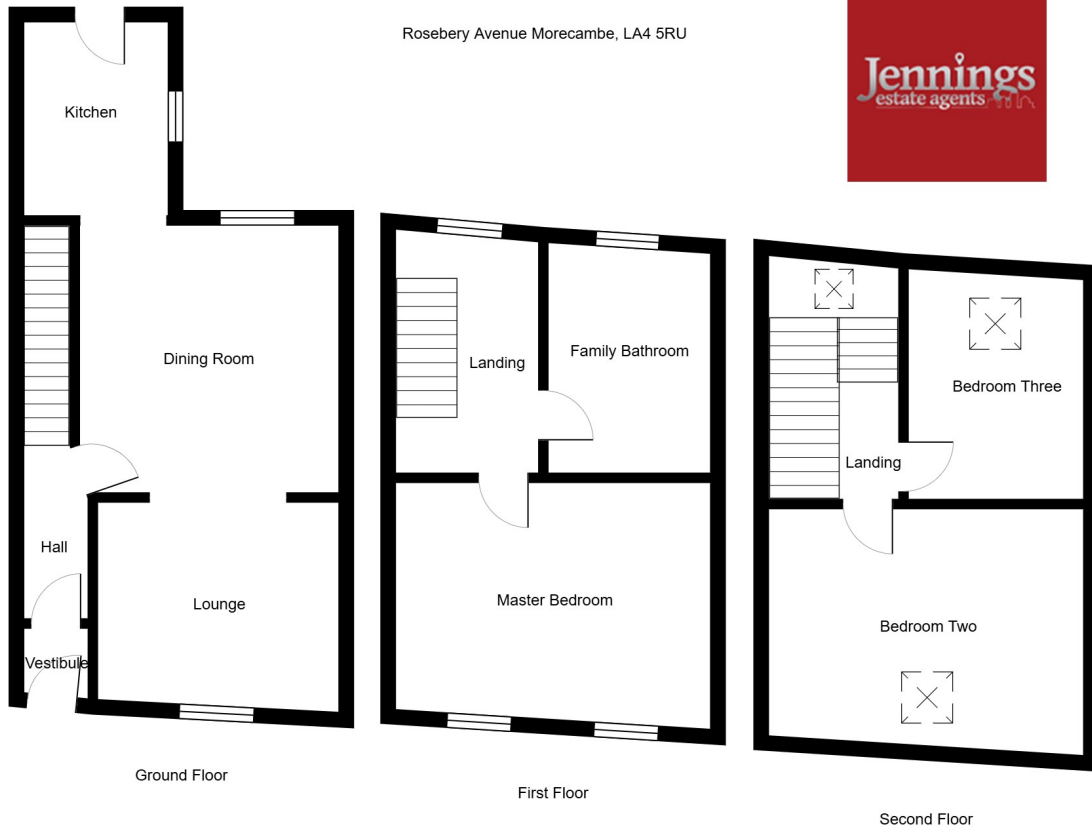 Rosebery Avenue Morecambe, LA4 5RU
Jennings
estate agents
Kitchen
Dining Room
Hall
Lounge
Vestibule
Ground Floor
Landing
Family Bathroom
Master Bedroom
First Floor
Bedroom Three
Landing
Bedroom Two
Second Floor